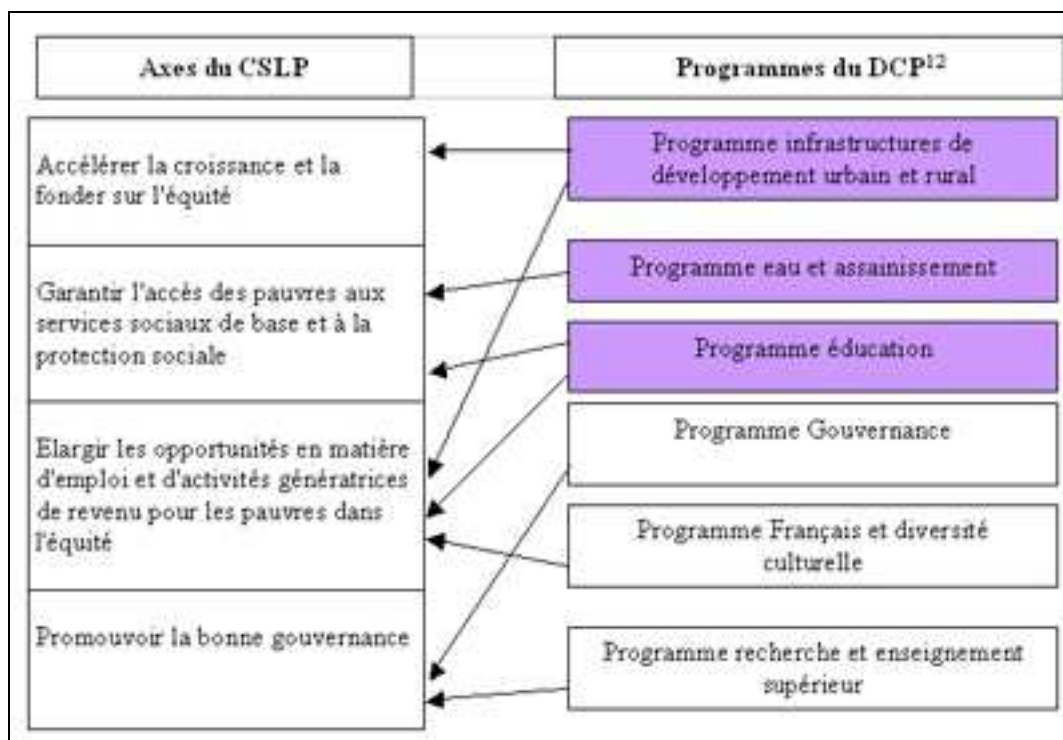 Axes du CSLP
Programmes du DCP¹²
Accélérer la croissance et la
fonder sur l'équité
Garantir l'accès des pauvres aux
services sociaux de base et à la
protection sociale
Elargir les opportunités en matière
d'emploi et d'activités génératrices
de revenu pour les pauvres dans
l'équité
Promouvoir la bonne gouvernance
Programme infrastructures de
développement urbain et rural
Programme eau et assainissement
Programme éducation
Programme Gouvernance
Programme Français et diversité
culturelle
Programme recherche et enseignement
supérieur